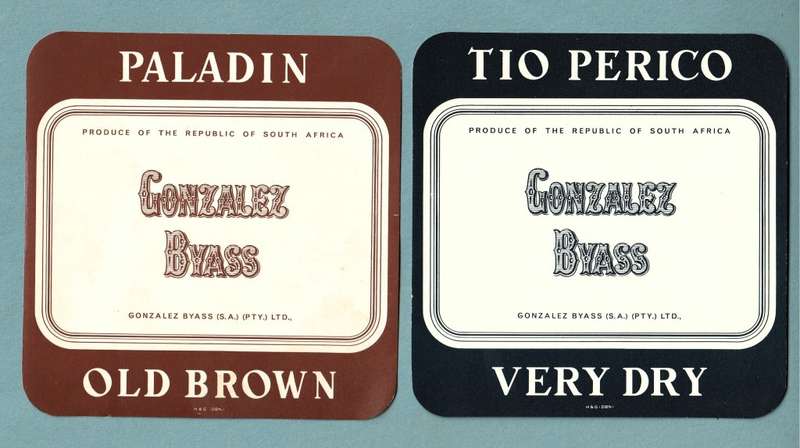 PALADIN
PRODUCE OF THE REPUBLIC OF SOUTH AFRICA
GONZALEZ
BYASS
GONZALEZ BYASS (S.A.) (PTY.) LTD.,
OLD BROWN
TIO PERICO
PRODUCE OF THE REPUBLIC OF SOUTH AFRICA
GONZALEZ
BYASS
GONZALEZ BYASS (S.A.) (PTY.) LTD.,
VERY DRY